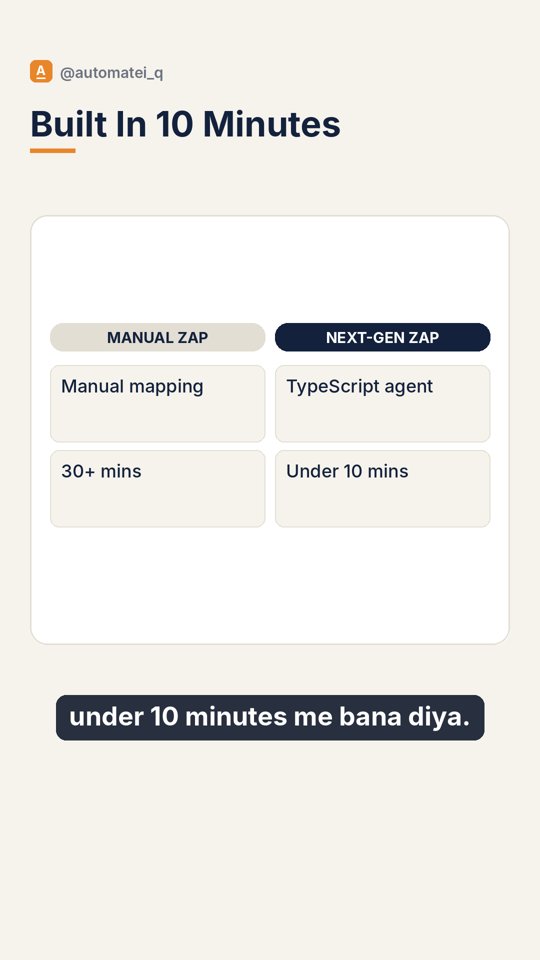 A
@automatei_q
Built In 10 Minutes
MANUAL ZAP
NEXT-GEN ZAP
Manual mapping
TypeScript agent
30+ mins
Under 10 mins
under 10 minutes me bana diya.